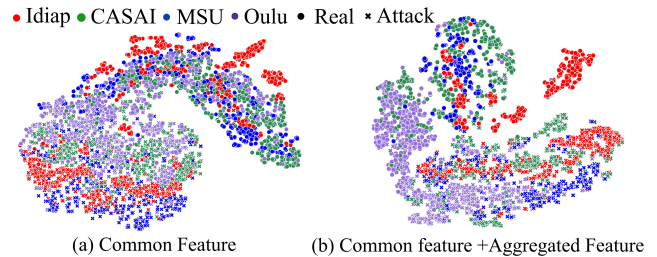 Idiap CASAI MSU Oulu Real Attack
(a) Common Feature
(b) Common feature +Aggregated Feature